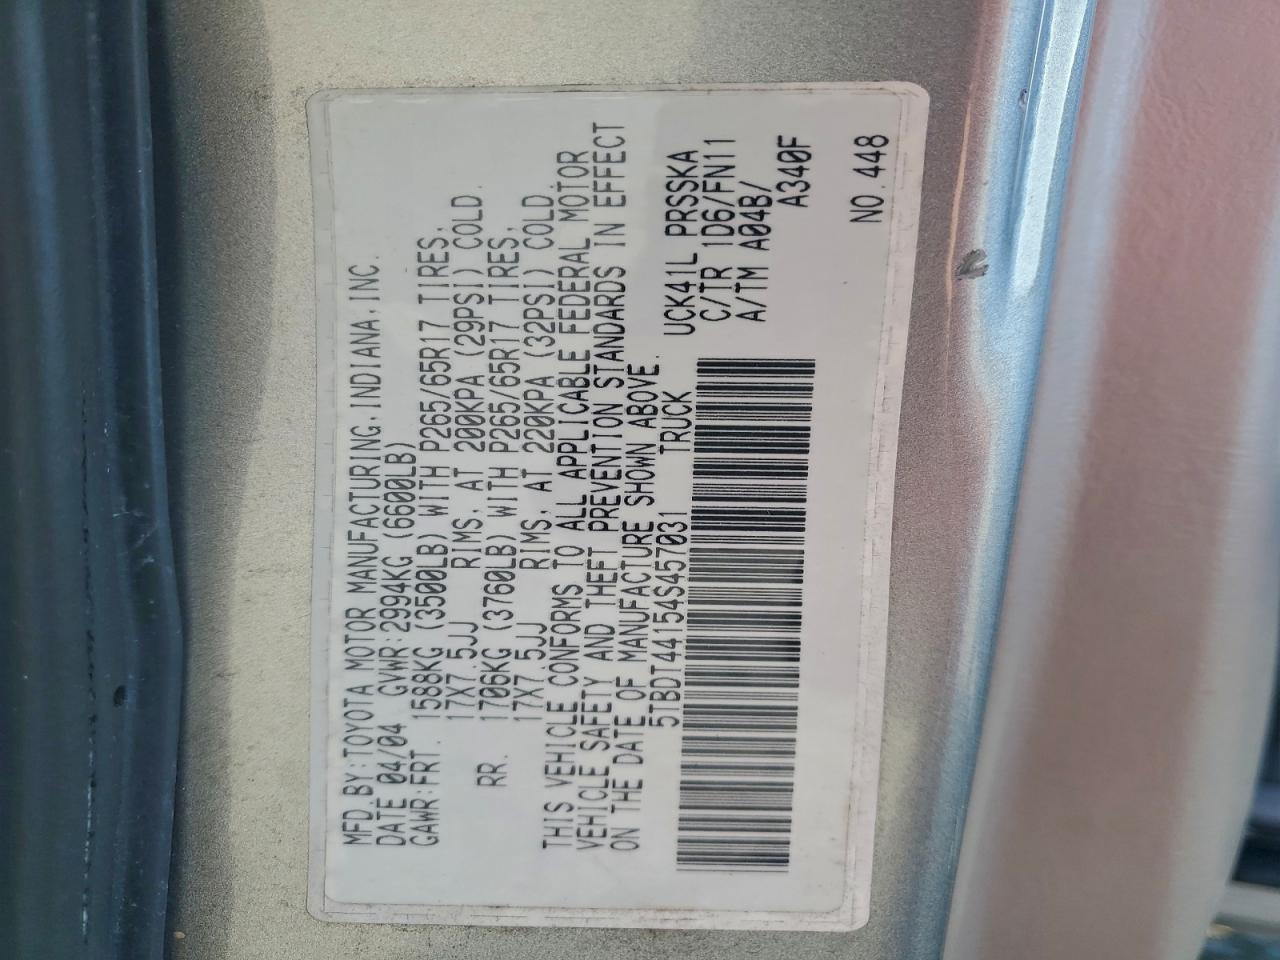 MFD.BY:TOYOTA MOTOR MANUFACTURING,INDIANA,INC.
DATE 04/04 GVWR:2994KG (6600LB)
GAWR:FRT. 1588KG (3500LB) WITH P265/65R17 TIRES,
17X7.5JJ RIMS, AT 200KPA (29PSI) COLD.
RR. 1706KG (3760LB) WITH P265/65R17 TIRES,
17X7.5JJ RIMS, AT 220KPA (32PSI) COLD.
THIS VEHICLE CONFORMS TO ALL APPLICABLE FEDERAL MOTOR
VEHICLE SAFETY AND THEFT PREVENTION STANDARDS IN EFFECT
ON THE DATE OF MANUFACTURE SHOWN ABOVE.
5TBDT44154S457031 TRUCK
UCK41L PRSSKA
C/TR 1D6/FN11
A/TM A04B/
A340F
NO.448